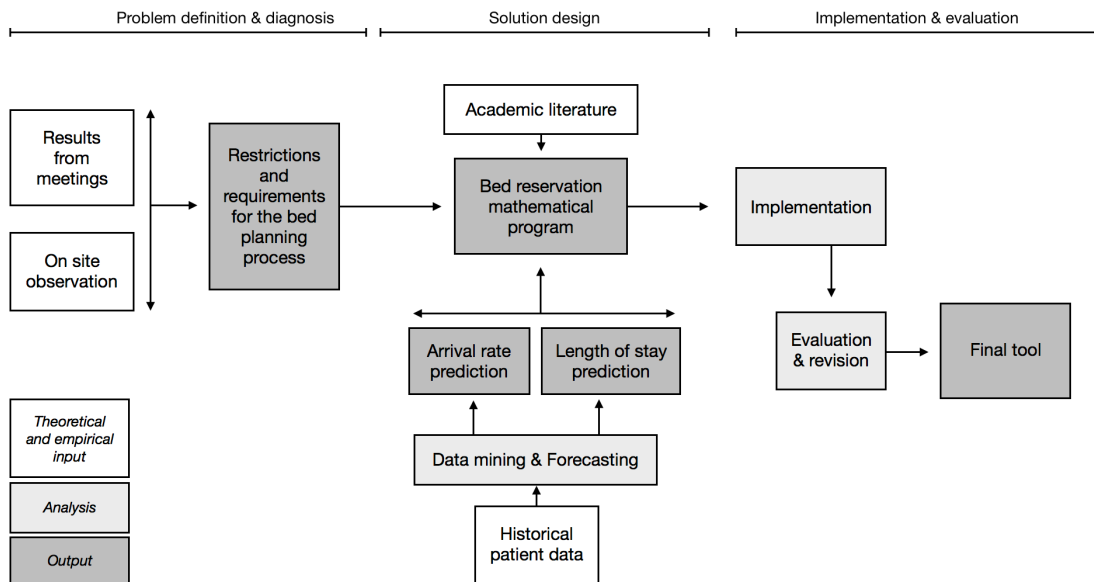 Problem definition & diagnosis
Solution design
Implementation & evaluation
Results
from
meetings
On site
observation
Restrictions
and
requirements
for the bed
planning
process
Academic literature
Bed reservation
mathematical
program
Arrival rate
prediction
Length of stay
prediction
Data mining & Forecasting
Historical
patient data
Implementation
Evaluation
& revision
Final tool
Theoretical
and empirical
input
Analysis
Output